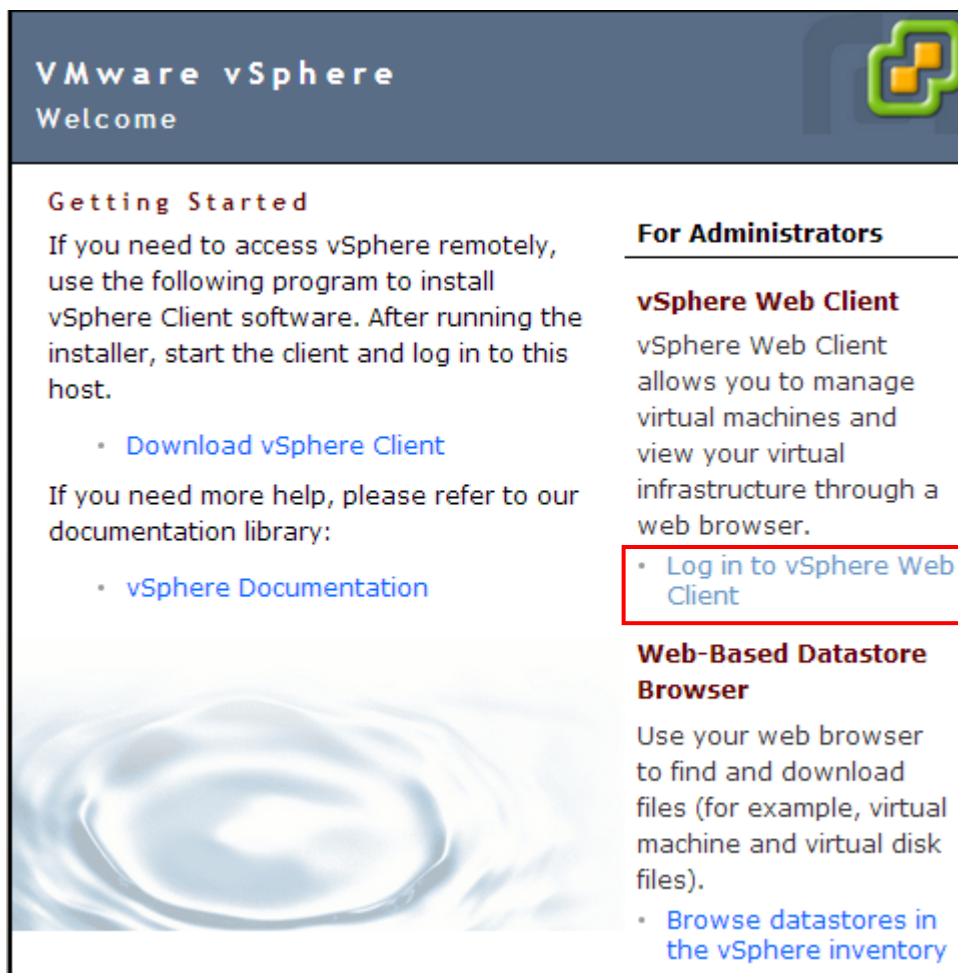 VMware vSphere
Welcome
Getting Started
If you need to access vSphere remotely,
use the following program to install
vSphere Client software. After running the
installer, start the client and log in to this
host.
Download vSphere Client
If you need more help, please refer to our
documentation library:
vSphere Documentation
For Administrators
vSphere Web Client
vSphere Web Client
allows you to manage
virtual machines and
view your virtual
infrastructure through a
web browser.
Log in to vSphere Web
Client
Web-Based Datastore
Browser
Use your web browser
to find and download
files (for example, virtual
machine and virtual disk
files).
Browse datastores in
the vSphere inventory